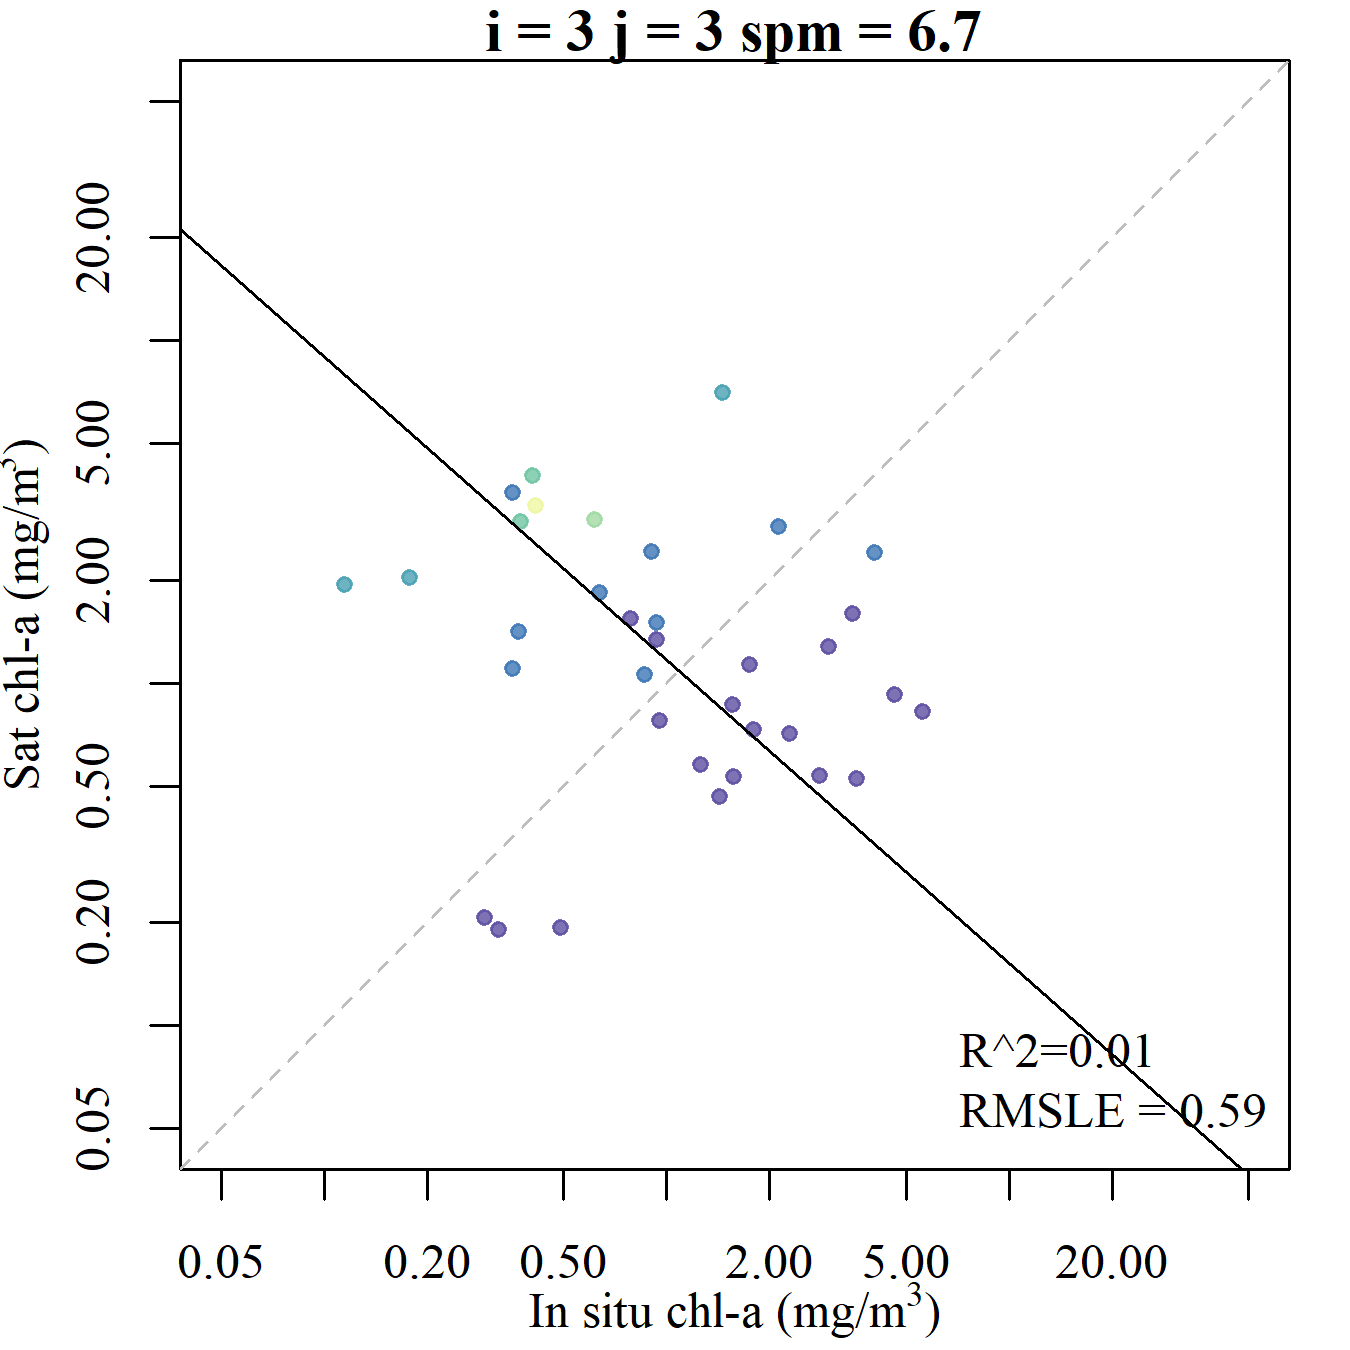 i = 3 j = 3 spm = 6.7
Sat chl-a (mg/m³)
20.00
5.00
2.00
0.50
0.20
0.05
R^2=0.01
RMSLE = 0.59
0.05 0.20 0.50 2.00 5.00 20.00
In situ chl-a (mg/m³)